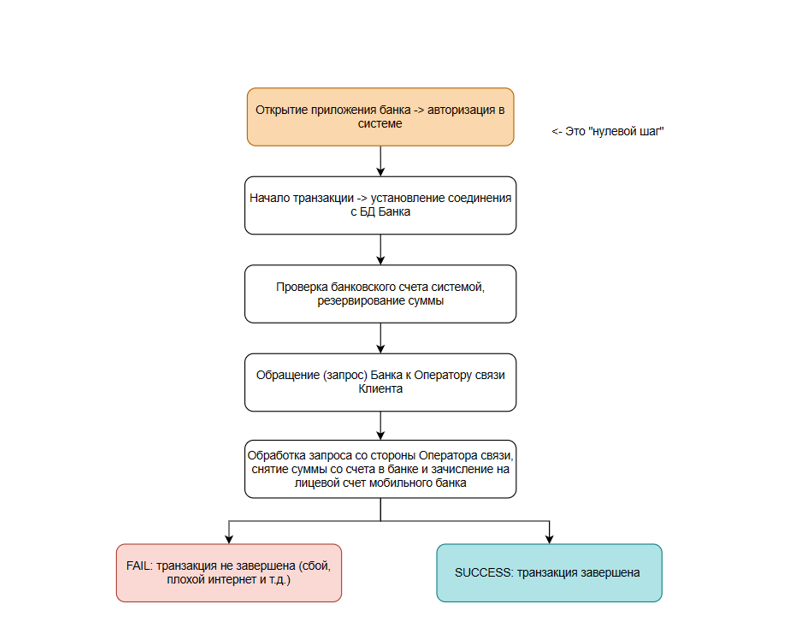 Открытие приложения банка -> авторизация в
системе
<- Это "нулевой шаг"
Начало транзакции -> установление соединения
с БД Банка
Проверка банковского счета системой,
резервирование суммы
Обращение (запрос) Банка к Оператору связи
Клиента
Обработка запроса со стороны Оператора связи,
снятие суммы со счета в банке и зачисление на
лицевой счет мобильного банка
FAIL: транзакция не завершена (сбой,
плохой интернет и т.д.)
SUCCESS: транзакция завершена